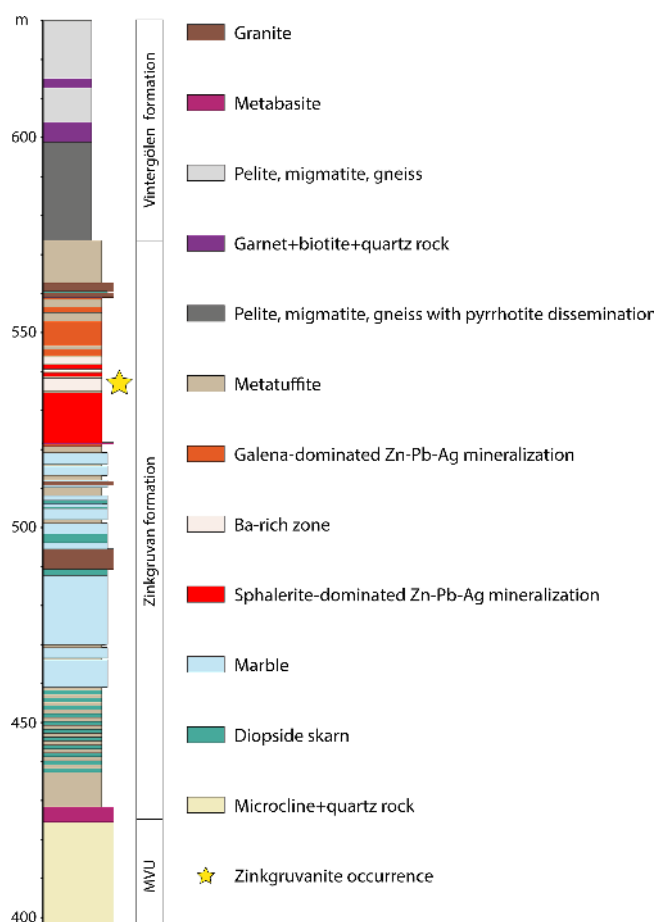 m
600
550
500
450
400
Vintergölen formation
Zinkgruvan formation
MVU
Granite
Metabasite
Pelite, migmatite, gneiss
Garnet+biotite+quartz rock
Pelite, migmatite, gneiss with pyrrhotite dissemination
Metatuffite
Galena-dominated Zn-Pb-Ag mineralization
Ba-rich zone
Sphalerite-dominated Zn-Pb-Ag mineralization
Marble
Diopside skarn
Microcline+quartz rock
Zinkgruvanite occurrence